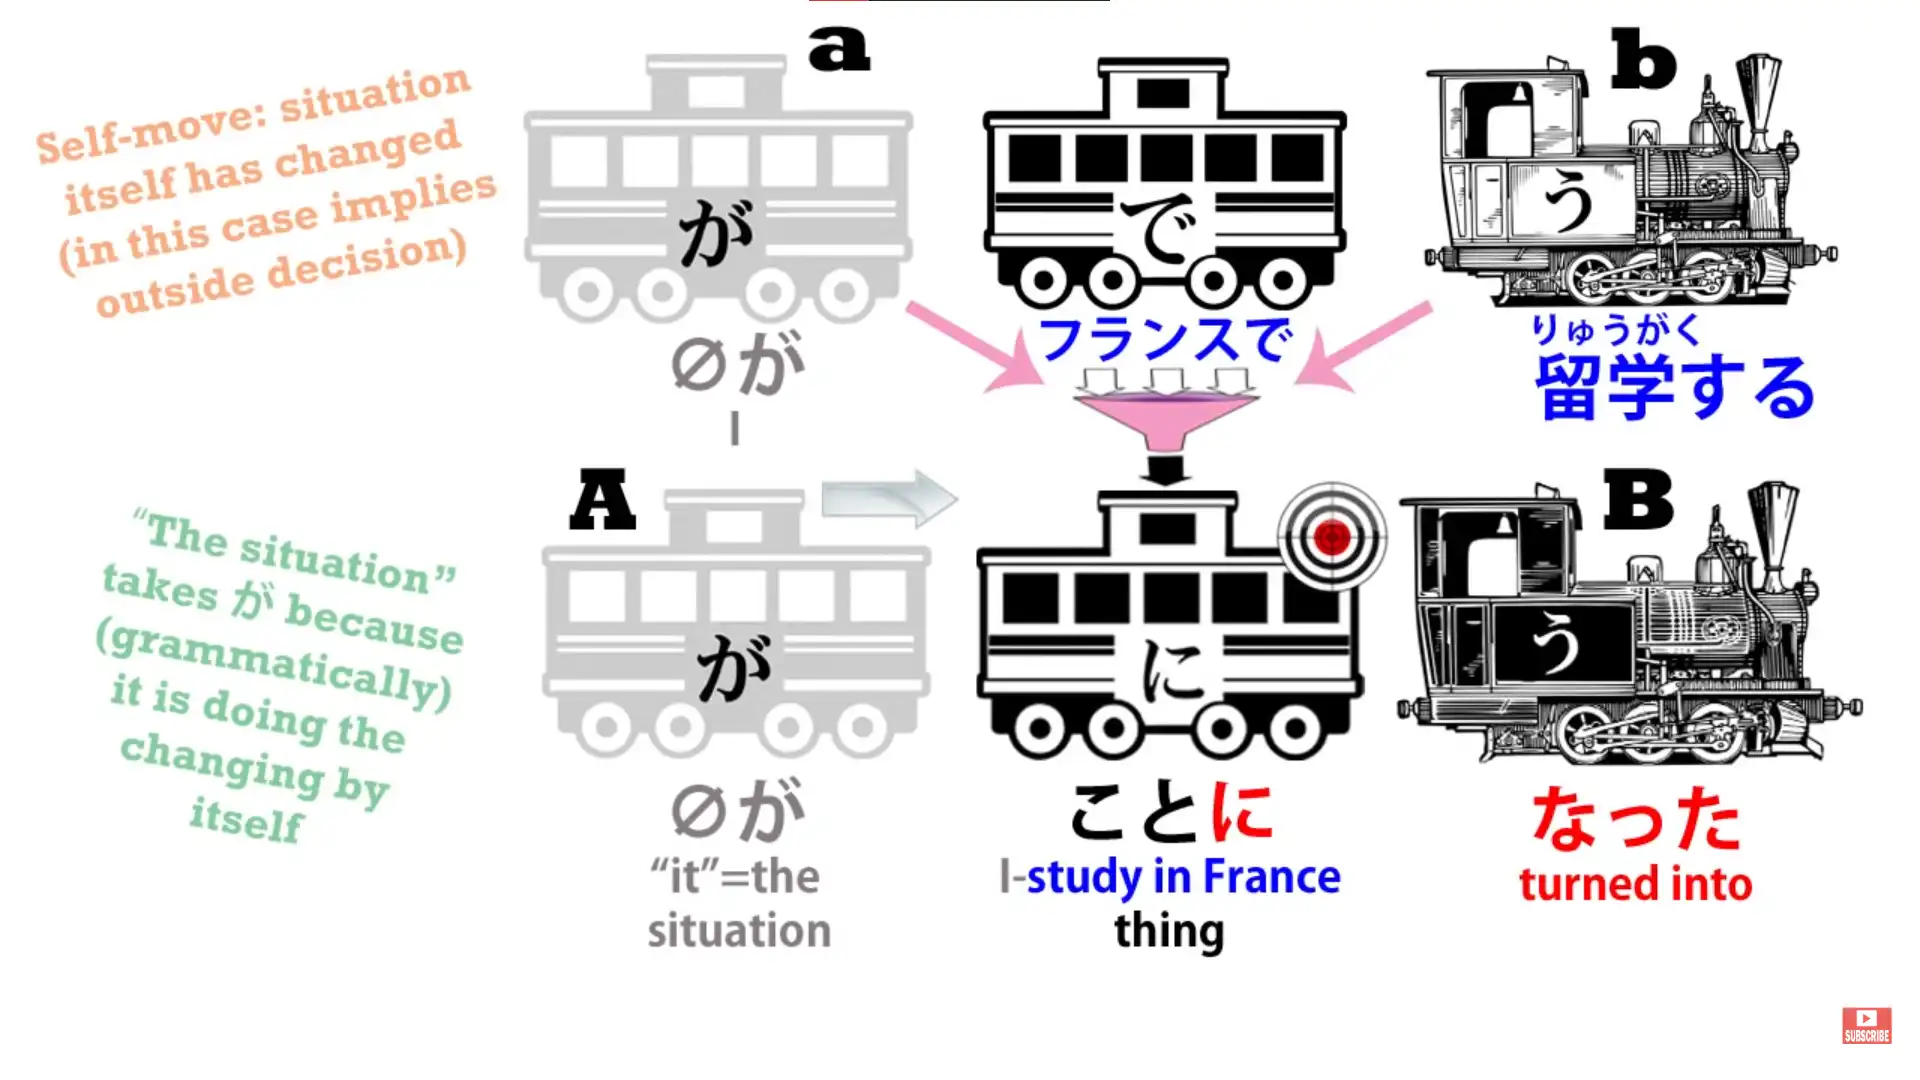 Self-move: situation
itself has changed
(in this case implies
outside decision)
a
が
で
b
う
∅が
I
フランスで
りゅうがく
留学する
“The situation”
takes が because
(grammatically)
it is doing the
changing by
itself
A
が
に
B
う
∅が
“it”=the
situation
ことに
I-study in France
thing
なった
turned into
SUBSCRIBE